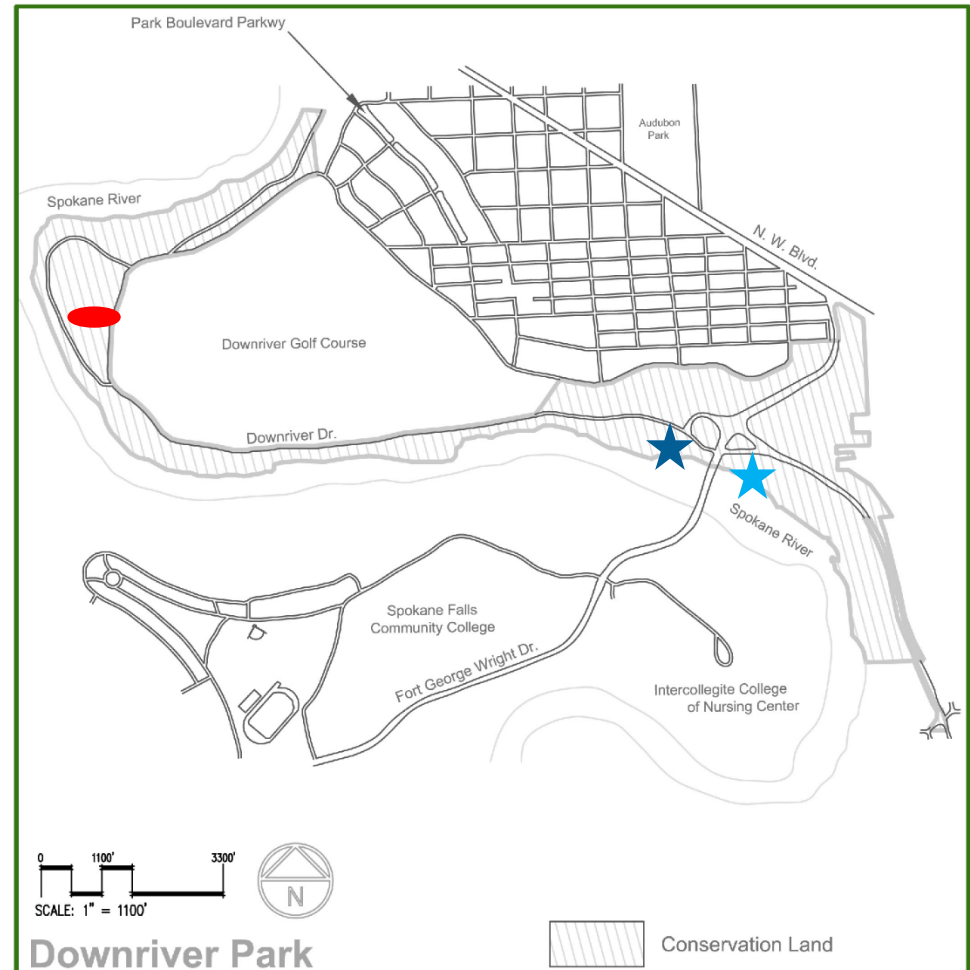 Park Boulevard Parkwy
Audubon
Park
Spokane River
N. W. Blvd.
Downriver Golf Course
Downriver Dr.
Spokane River
Spokane Falls
Community College
Fort George Wright Dr.
Intercollegite College
of Nursing Center
0 1100' 3300'
SCALE: 1" = 1100'
N
Downriver Park
Conservation Land